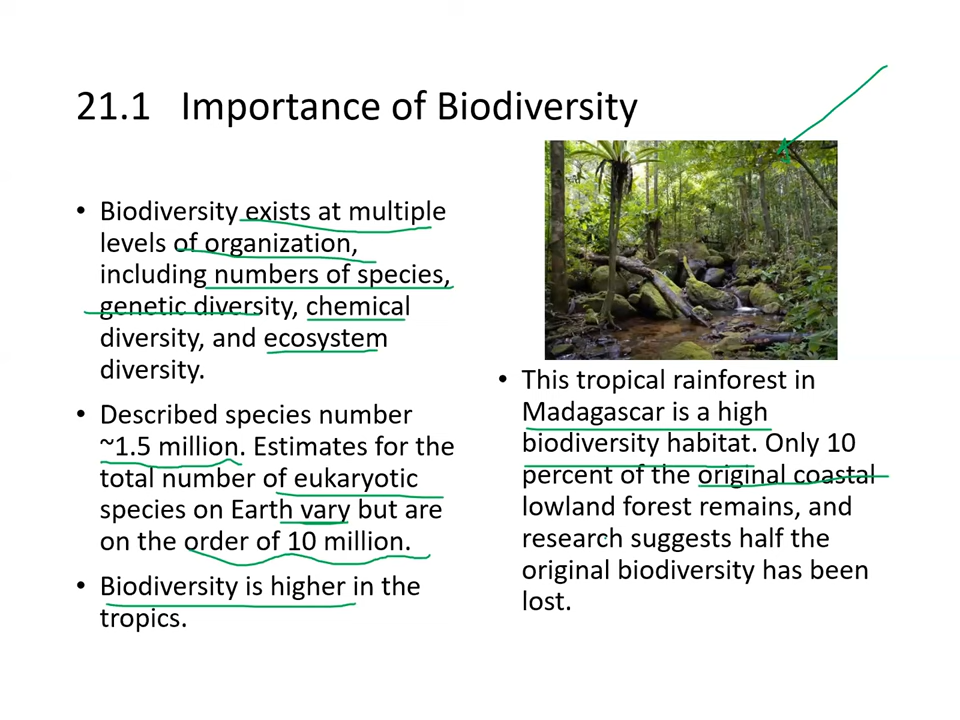 21.1 Importance of Biodiversity
• Biodiversity exists at multiple
levels of organization,
including numbers of species,
genetic diversity, chemical
diversity, and ecosystem
diversity.
• Described species number
~1.5 million. Estimates for the
total number of eukaryotic
species on Earth vary but are
on the order of 10 million.
• Biodiversity is higher in the
tropics.
• This tropical rainforest in
Madagascar is a high
biodiversity habitat. Only 10
percent of the original coastal
lowland forest remains, and
research suggests half the
original biodiversity has been
lost.